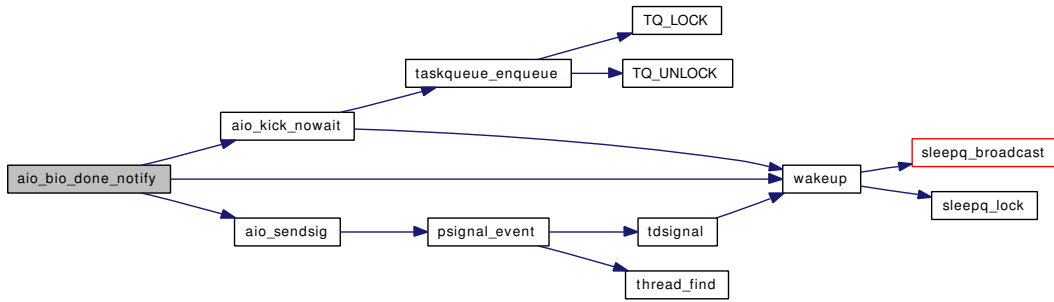 TQ_LOCK
taskqueue_enqueue
TQ_UNLOCK
aio_kick_nowait
sleepq_broadcast
aio_bio_done_notify
wakeup
sleepq_lock
aio_sendsig
psignal_event
tdsignal
thread_find